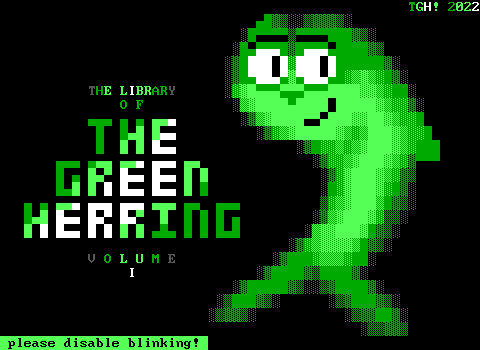 TGH! 2022
THE LIBRARY
OF
THE
GREEN
HERRING
VOLUME
I
please disable blinking!